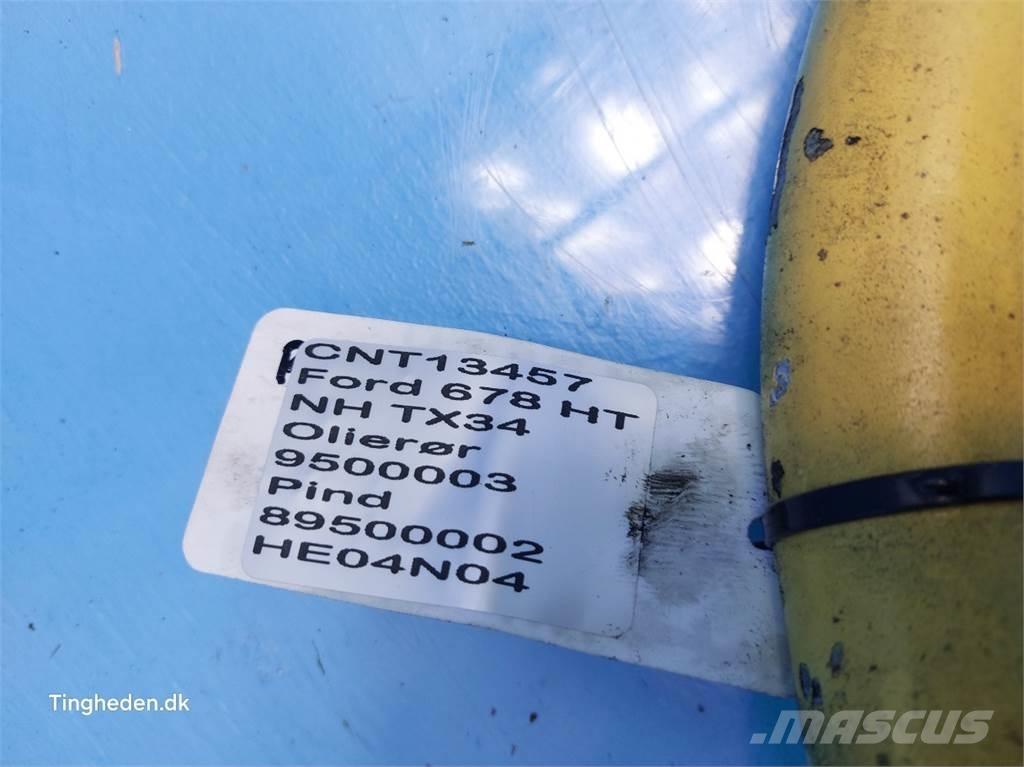 CNT13457
Ford 678 HT
NH TX34
Olierør
9500003
Pind
89500002
HE04N04
Tingheden.dk
MASCUS